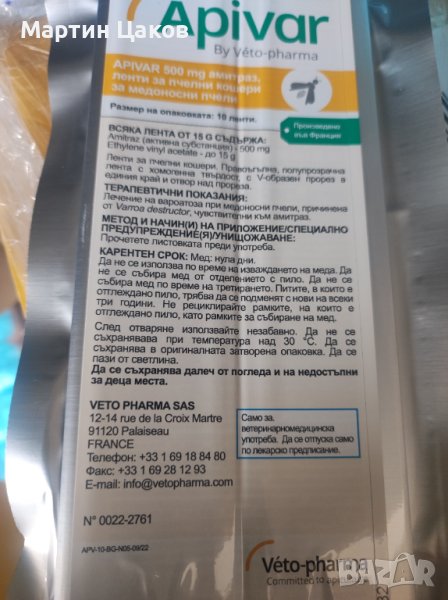 Мартин Цаков
Apivar
By Véto-pharma
APIVAR 500 mg амитраз,
ленти за пчелни кошери
за медоносни пчели
Размер на опаковката: 10 ленти.
Произведено
във Франция
ВСЯКА ЛЕНТА ОТ 15 G СЪДЪРЖА:
Amitraz (активна субстанция) - 500 mg
Ethylene vinyl acetate - до 15 g
Ленти за пчелни кошери. Правоъгълна, полупрозрачна
лента с хомогенна твърдост, с V-образен прорез в
единия край и отвор над прореза.
ТЕРАПЕВТИЧНИ ПОКАЗАНИЯ:
Лечение на вароатоза при медоносни пчели, причинена
от Varroa destructor, чувствителни към амитраз.
МЕТОД И НАЧИН(И) НА ПРИЛОЖЕНИЕ/СПЕЦИАЛНО
ПРЕДУПРЕЖДЕНИЕ(Я)/УНИЩОЖАВАНЕ:
Прочетете листовката преди употреба.
КАРЕНТЕН СРОК: Мед: нула дни.
Да не се използва по време на изваждането на меда. Да
не се събира мед от отделението с пило. Да не се
събира мед по време на третирането. Питите, в които е
отглеждано пило, трябва да се подменят с нови на всеки
три години. Не рециклирайте рамките, на които е
отглеждано пило, като рамките за събиране на мед.
След отваряне използвайте незабавно. Да не се
съхранявава при температура над 30 °C. Да се
съхранява в оригиналната затворена опаковка. Да се
пази от светлина.
Да се съхранява далеч от погледа и на недостъпни
за деца места.
VETO PHARMA SAS
12-14 rue de la Croix Martre
91120 Palaiseau
FRANCE
Телефон: +33 1 69 18 84 80
Факс: +33 1 69 28 12 93
E-mail: info@vetopharma.com
Само за
ветеринарномедицинска
употреба. Да се отпуска само
по лекарско предписание.
N° 0022-2761
APV-10-BG-N05-09/22
Véto-pharma
Committed to
bazar.bg